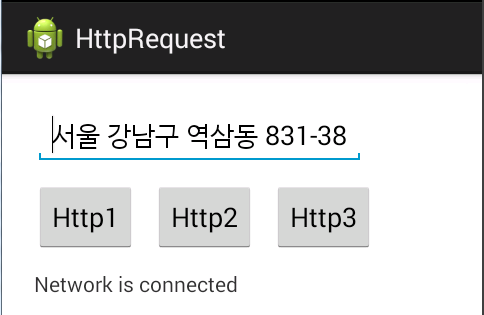 HttpRequest
서울 강남구 역삼동 831-38
Http1 Http2 Http3
Network is connected